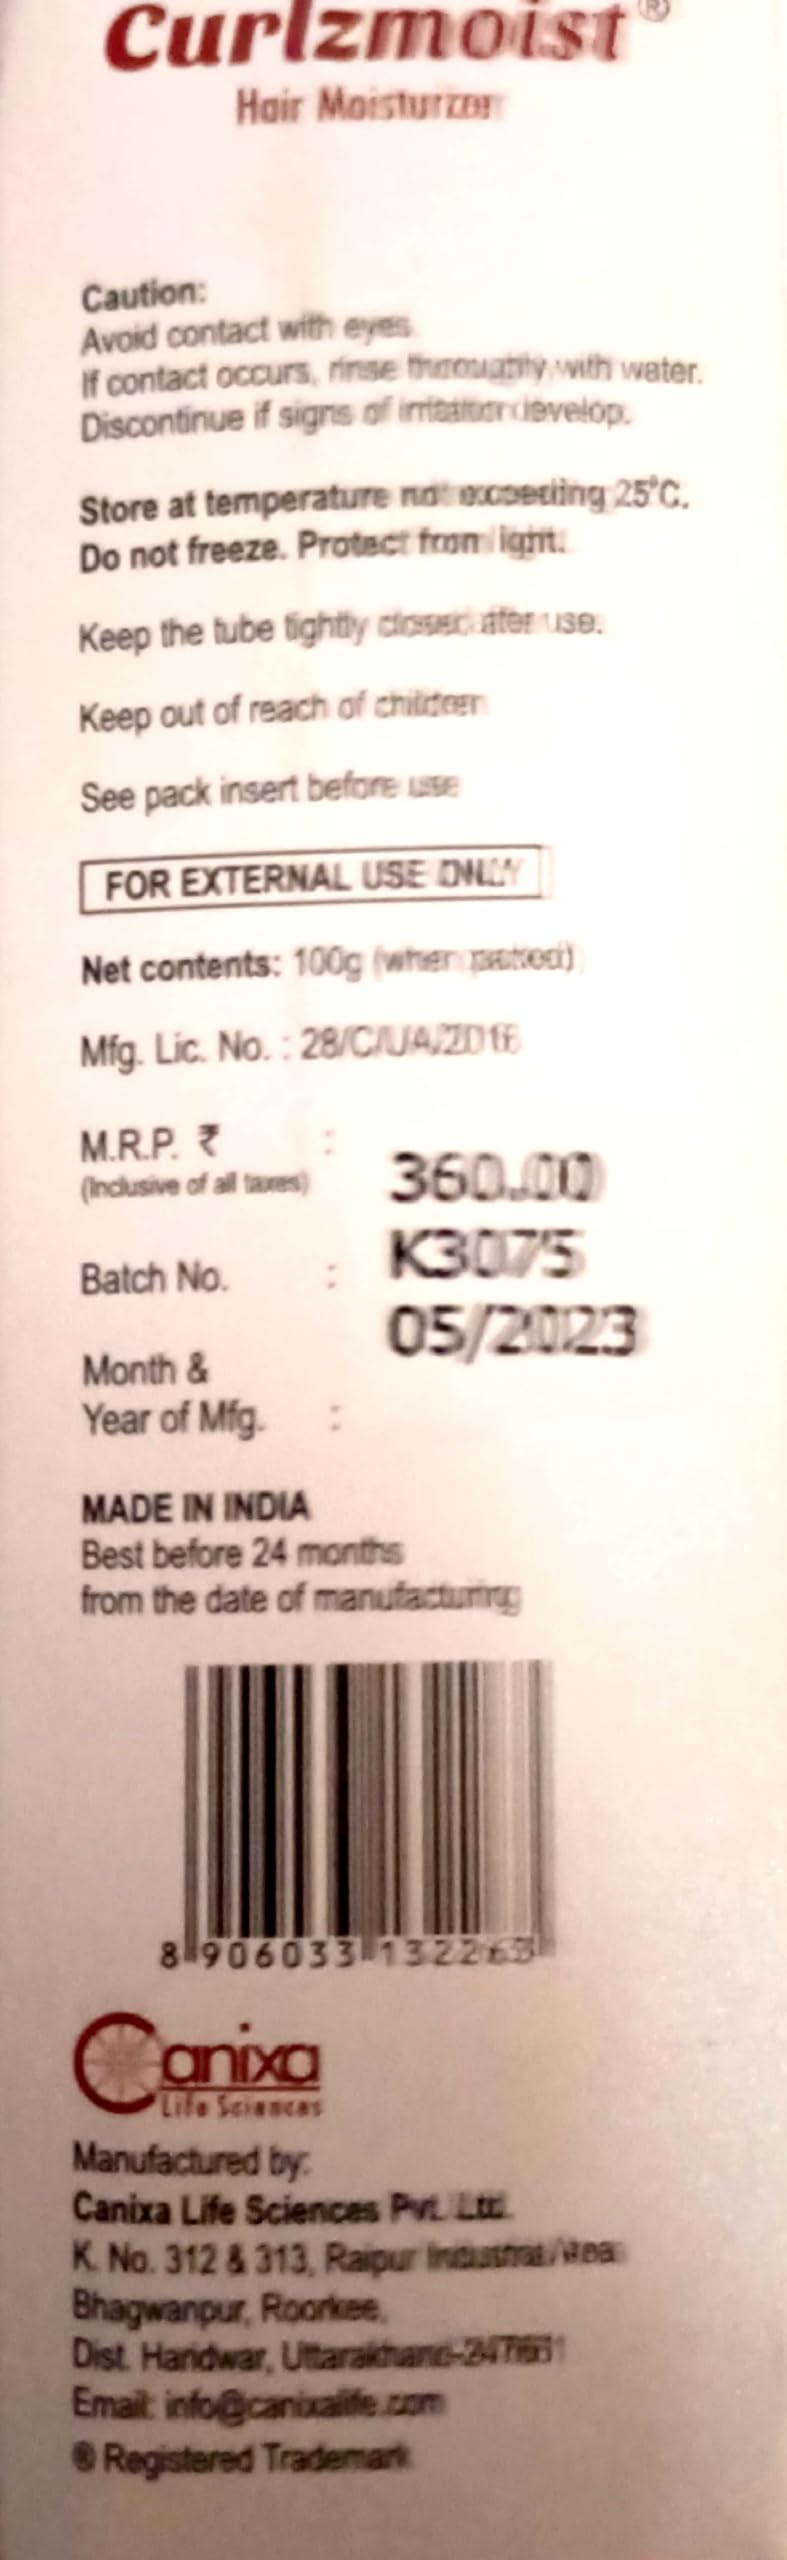 Curlzmoist ®
Hair Moisturizer
Caution:
Avoid contact with eyes.
If contact occurs, rinse thoroughly with water.
Discontinue if signs of irritation develop.
Store at temperature not exceeding 25°C.
Do not freeze. Protect from light.
Keep the tube tightly closed after use.
Keep out of reach of children
See pack insert before use
FOR EXTERNAL USE ONLY
Net contents: 100g (when packed)
Mfg. Lic. No. : 28/C/UA/2016
M.R.P. ₹ : 360.00
(Inclusive of all taxes)
Batch No. : K3075
Month & 05/2023
Year of Mfg. :
MADE IN INDIA
Best before 24 months
from the date of manufacturing
8 906033 132263
Canixa
Life Sciences
Manufactured by:
Canixa Life Sciences Pvt. Ltd.
K. No. 312 & 313, Raipur Industrial Area
Bhagwanpur, Roorkee,
Dist. Haridwar, Uttarakhand-247661
Email: info@canixalife.com
® Registered Trademark